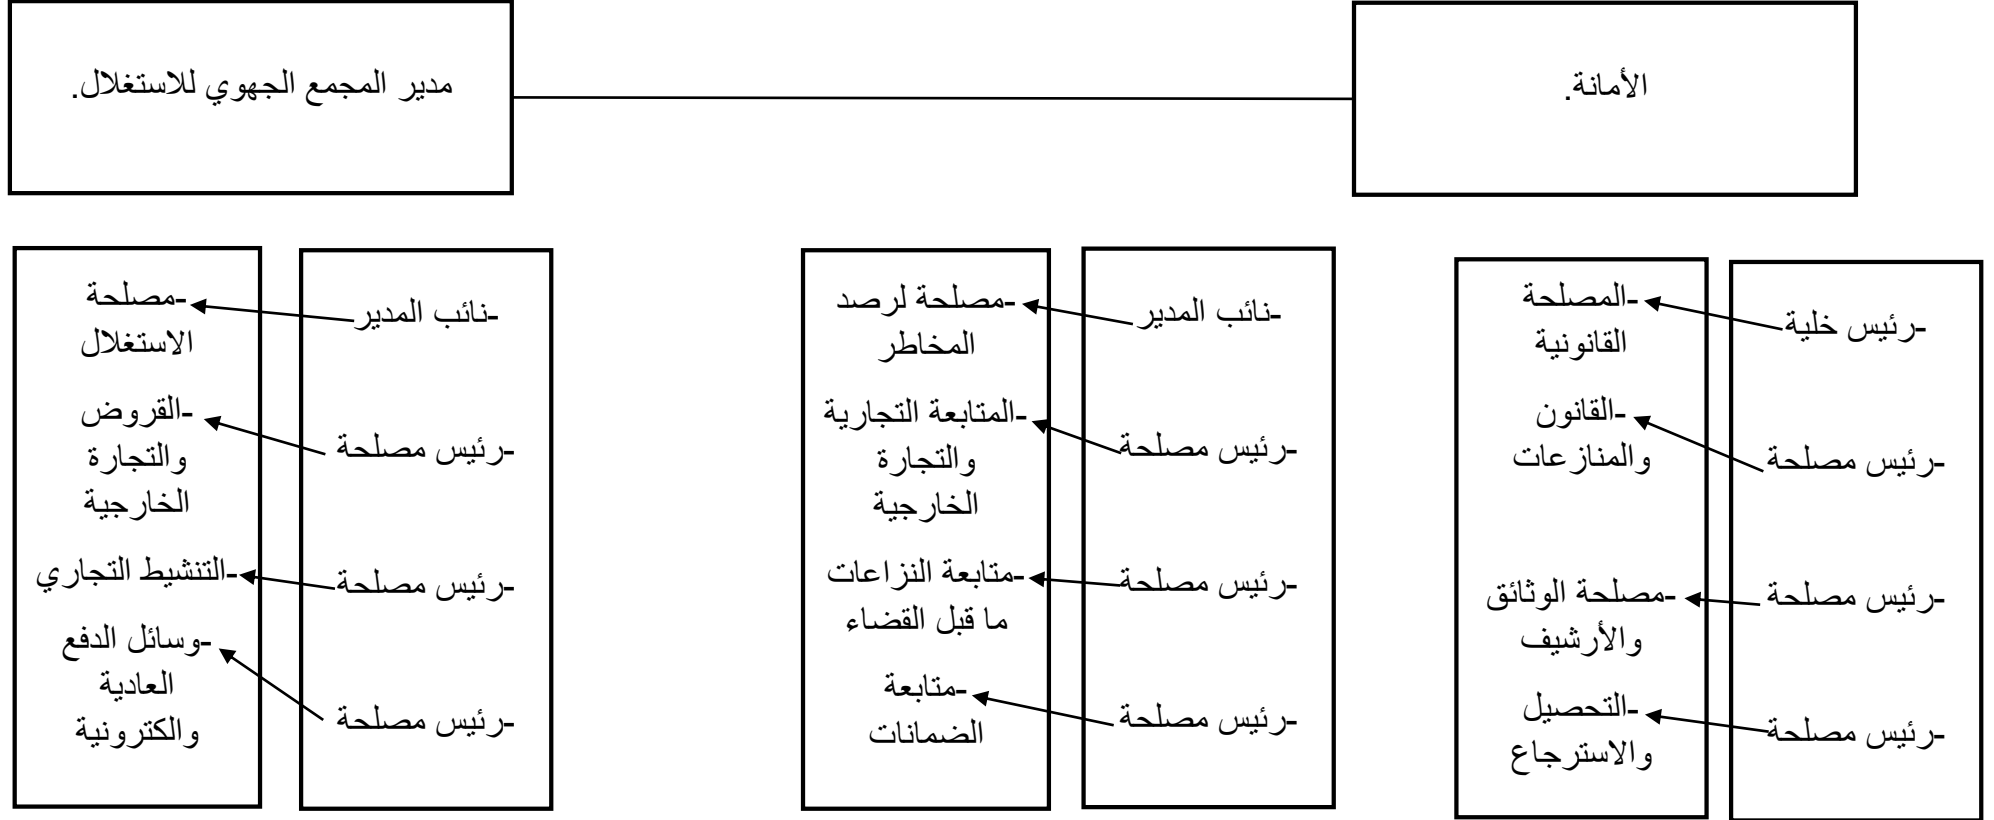 الأمانة.
مدير المجمع الجهوي للاستغلال.
-رئيس خلية
-رئيس مصلحة
-رئيس مصلحة
-رئيس مصلحة
-المصلحة
القانونية
-القانون
والمنازعات
-مصلحة الوثائق
والأرشيف
-التحصيل
والاسترجاع
-نائب المدير
-رئيس مصلحة
-رئيس مصلحة
-رئيس مصلحة
-مصلحة لرصد
المخاطر
-المتابعة التجارية
والتجارة
الخارجية
-متابعة النزاعات
ما قبل القضاء
-متابعة
الضمانات
-نائب المدير
-رئيس مصلحة
-رئيس مصلحة
-رئيس مصلحة
-مصلحة
الاستغلال
-القروض
والتجارة
الخارجية
-التنشيط التجاري
-وسائل الدفع
العادية
والكترونية